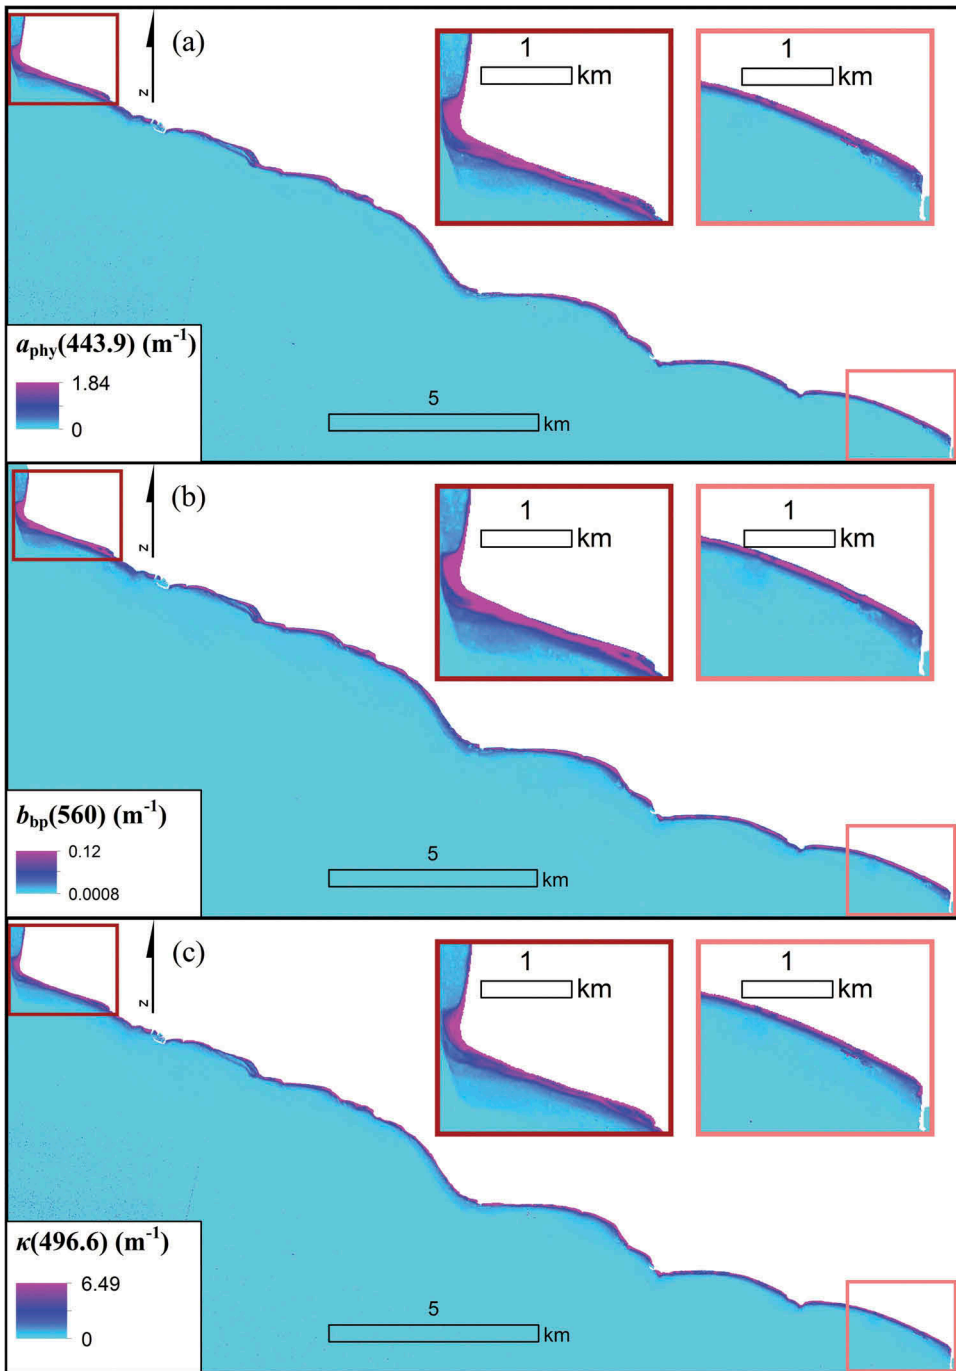 (a)
1
km
1
km
z
aphy(443.9) (m-1)
1.84
0
5
km
(b)
1
km
1
km
z
bbp(560) (m-1)
0.12
0.0008
5
km
(c)
1
km
1
km
z
κ(496.6) (m-1)
6.49
0
5
km